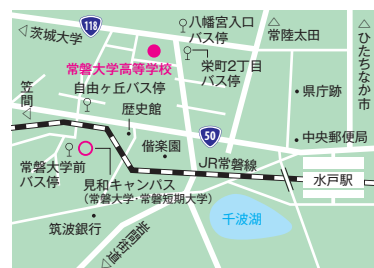 118
八幡宮入口
バス停
常陸太田
ひたちなか市
茨城大学
栄町2丁目
バス停
常磐大学高等学校
自由ヶ丘バス停
笠間
歴史館
県庁跡
50
中央郵便局
偕楽園
JR常磐線
常磐大学前
バス停
見和キャンパス
(常磐大学・常磐短期大学)
水戸駅
千波湖
筑波銀行
岩間街道